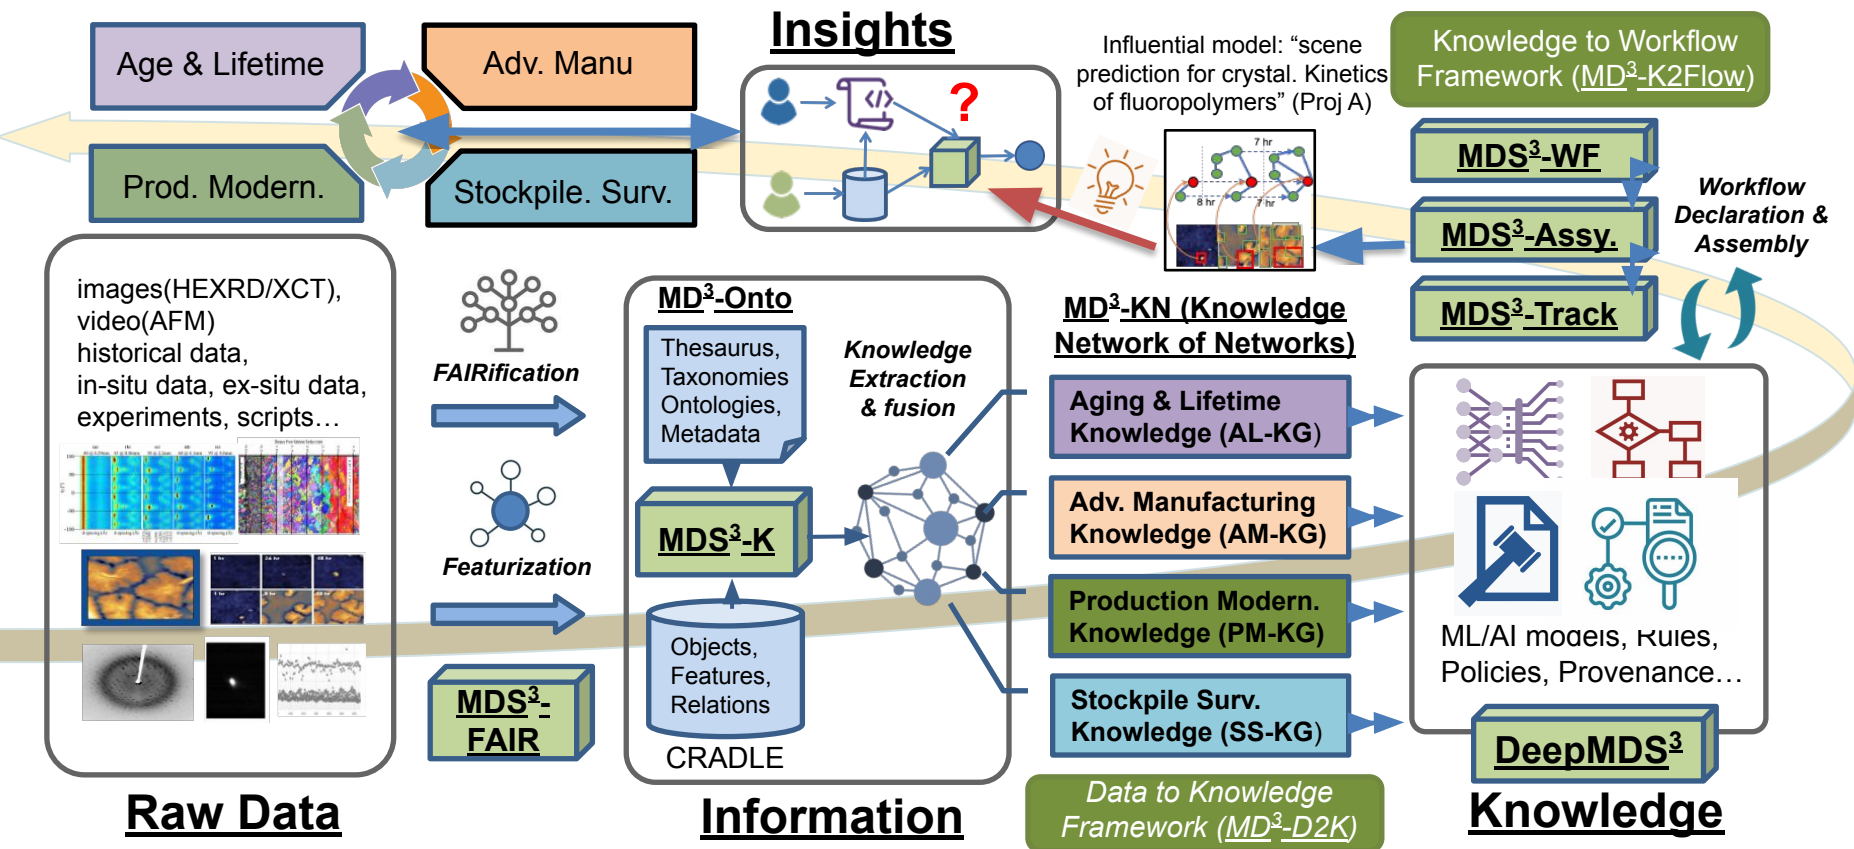 Age & Lifetime
Adv. Manu
Prod. Modern.
Stockpile. Surv.
Insights
</>
?
Influential model: “scene
prediction for crystal. Kinetics
of fluoropolymers” (Proj A)
7 hr
8 hr
7 hr
Knowledge to Workflow
Framework (MD3-K2Flow)
MDS3-WF
MDS3-Assy.
MDS3-Track
Workflow
Declaration &
Assembly
images(HEXRD/XCT),
video(AFM)
historical data,
in-situ data, ex-situ data,
experiments, scripts…
Raw Data
FAIRification
Featurization
MDS3-
FAIR
MD3-Onto
Thesaurus,
Taxonomies
Ontologies,
Metadata
MDS3-K
Objects,
Features,
Relations
CRADLE
Knowledge
Extraction
& fusion
Information
MD3-KN (Knowledge
Network of Networks)
Aging & Lifetime
Knowledge (AL-KG)
Adv. Manufacturing
Knowledge (AM-KG)
Production Modern.
Knowledge (PM-KG)
Stockpile Surv.
Knowledge (SS-KG)
Data to Knowledge
Framework (MD3-D2K)
ML/AI models, Rules,
Policies, Provenance…
DeepMDS3
Knowledge